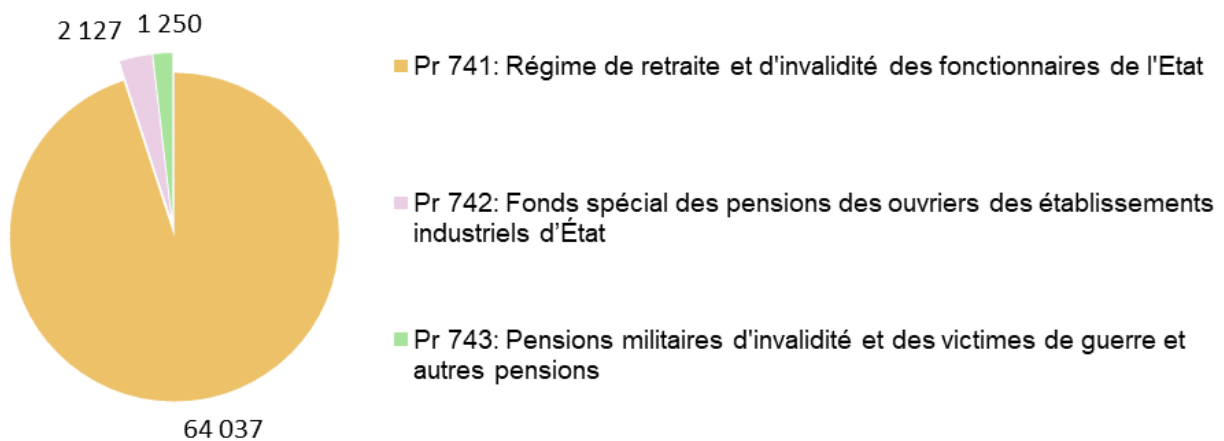 2 127
1 250
Pr 741: Régime de retraite et d'invalidité des fonctionnaires de l'Etat
Pr 742: Fonds spécial des pensions des ouvriers des établissements
industriels d’État
Pr 743: Pensions militaires d'invalidité et des victimes de guerre et
autres pensions
64 037